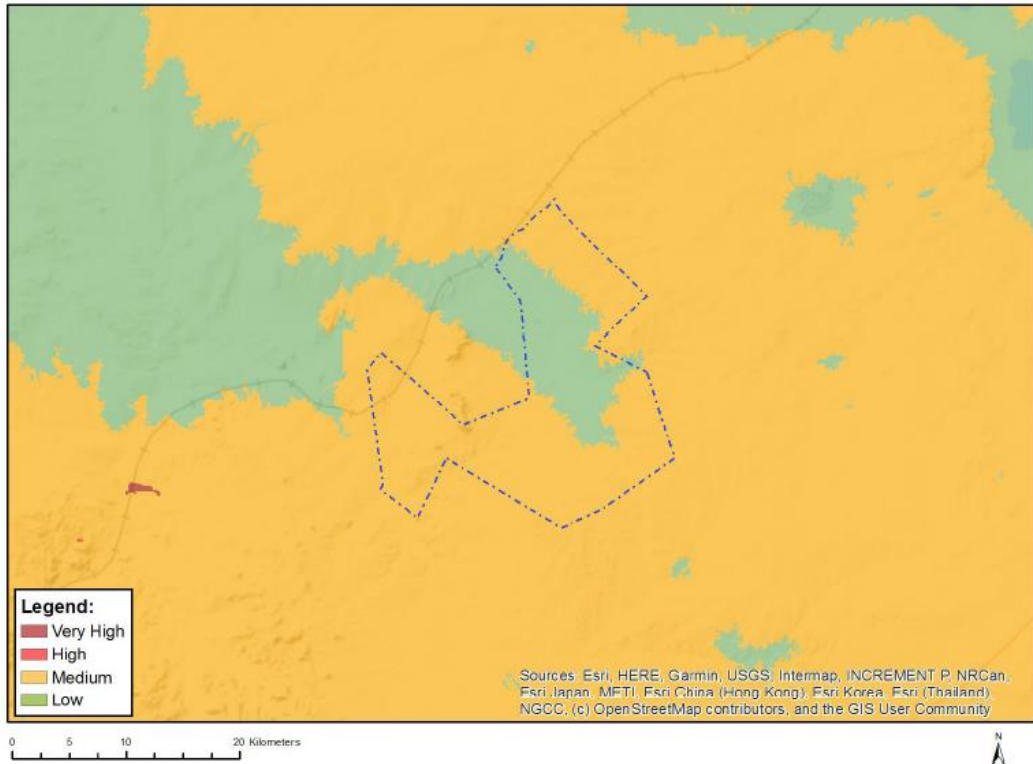 Legend:
Very High
High
Medium
Low
Sources: Esri, HERE, Garmin, USGS, Intermap, INCREMENT P, NRCan,
Esri Japan, METI, Esri China (Hong Kong), Esri Korea, Esri (Thailand),
NGCC, (c) OpenStreetMap contributors, and the GIS User Community
0 5 10 20 Kilometers
N